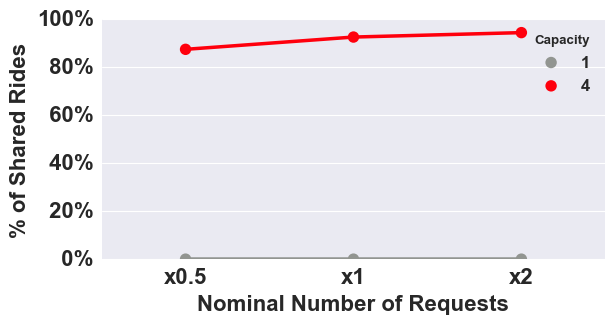 100%
80%
60%
40%
20%
0%
% of Shared Rides
Capacity
1
4
x0.5
x1
x2
Nominal Number of Requests